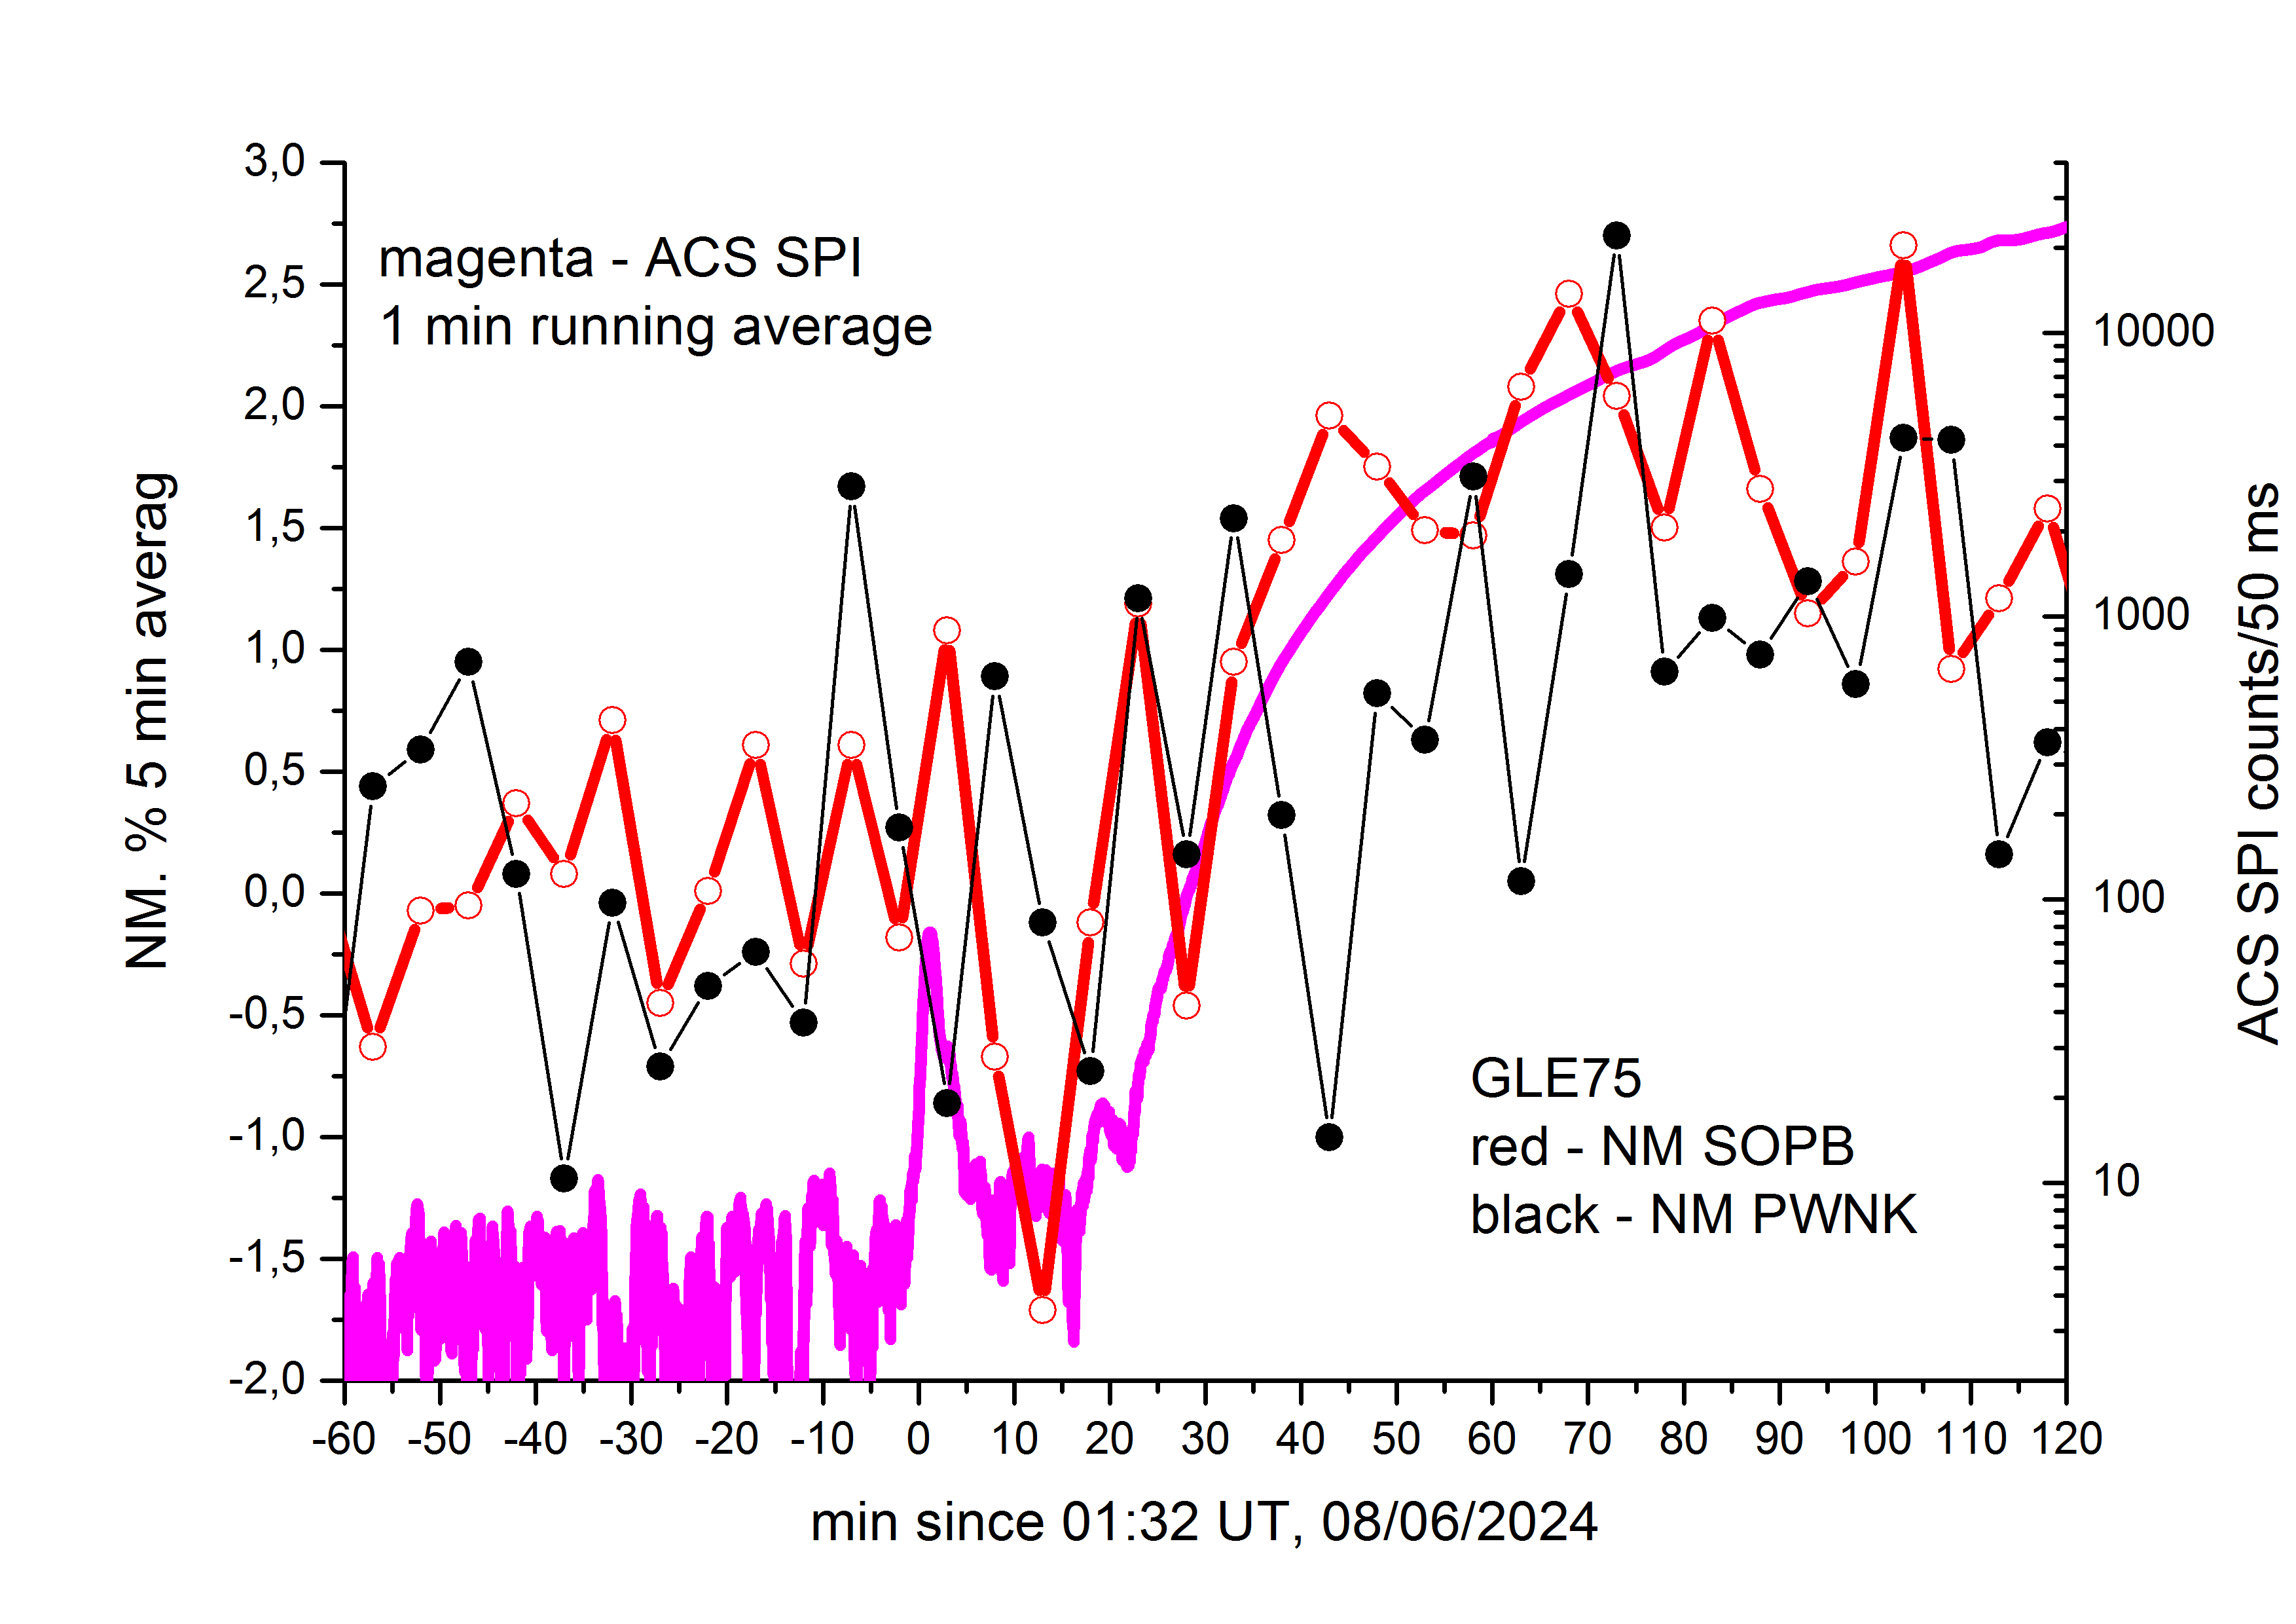 3,0
2,5
2,0
1,5
1,0
0,5
0,0
-0,5
-1,0
-1,5
-2,0
NM. % 5 min averag
magenta - ACS SPI
1 min running average
GLE75
red - NM SOPB
black - NM PWNK
10000
1000
100
10
ACS SPI counts/50 ms
-60 -50 -40 -30 -20 -10 0 10 20 30 40 50 60 70 80 90 100 110 120
min since 01:32 UT, 08/06/2024